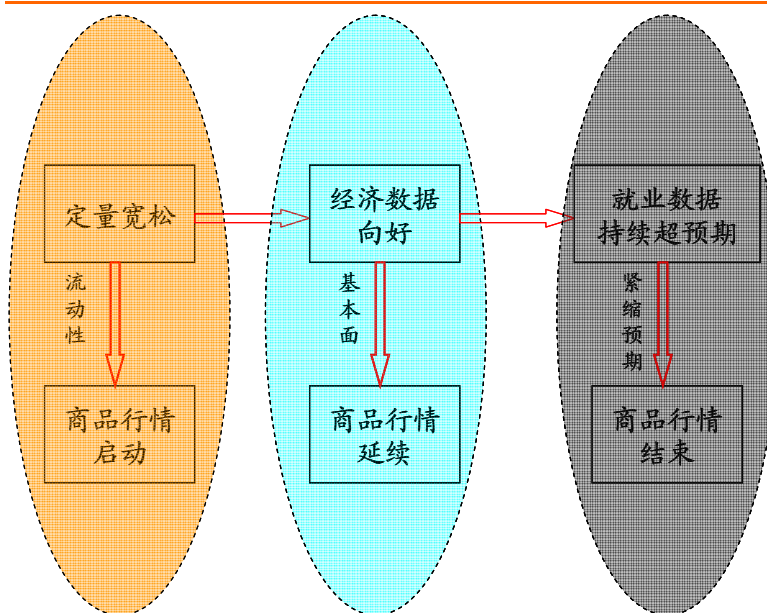 定量宽松
经济数据
向好
就业数据
持续超预期
流
动
性
基
本
面
紧
缩
预
期
商品行情
启动
商品行情
延续
商品行情
结束